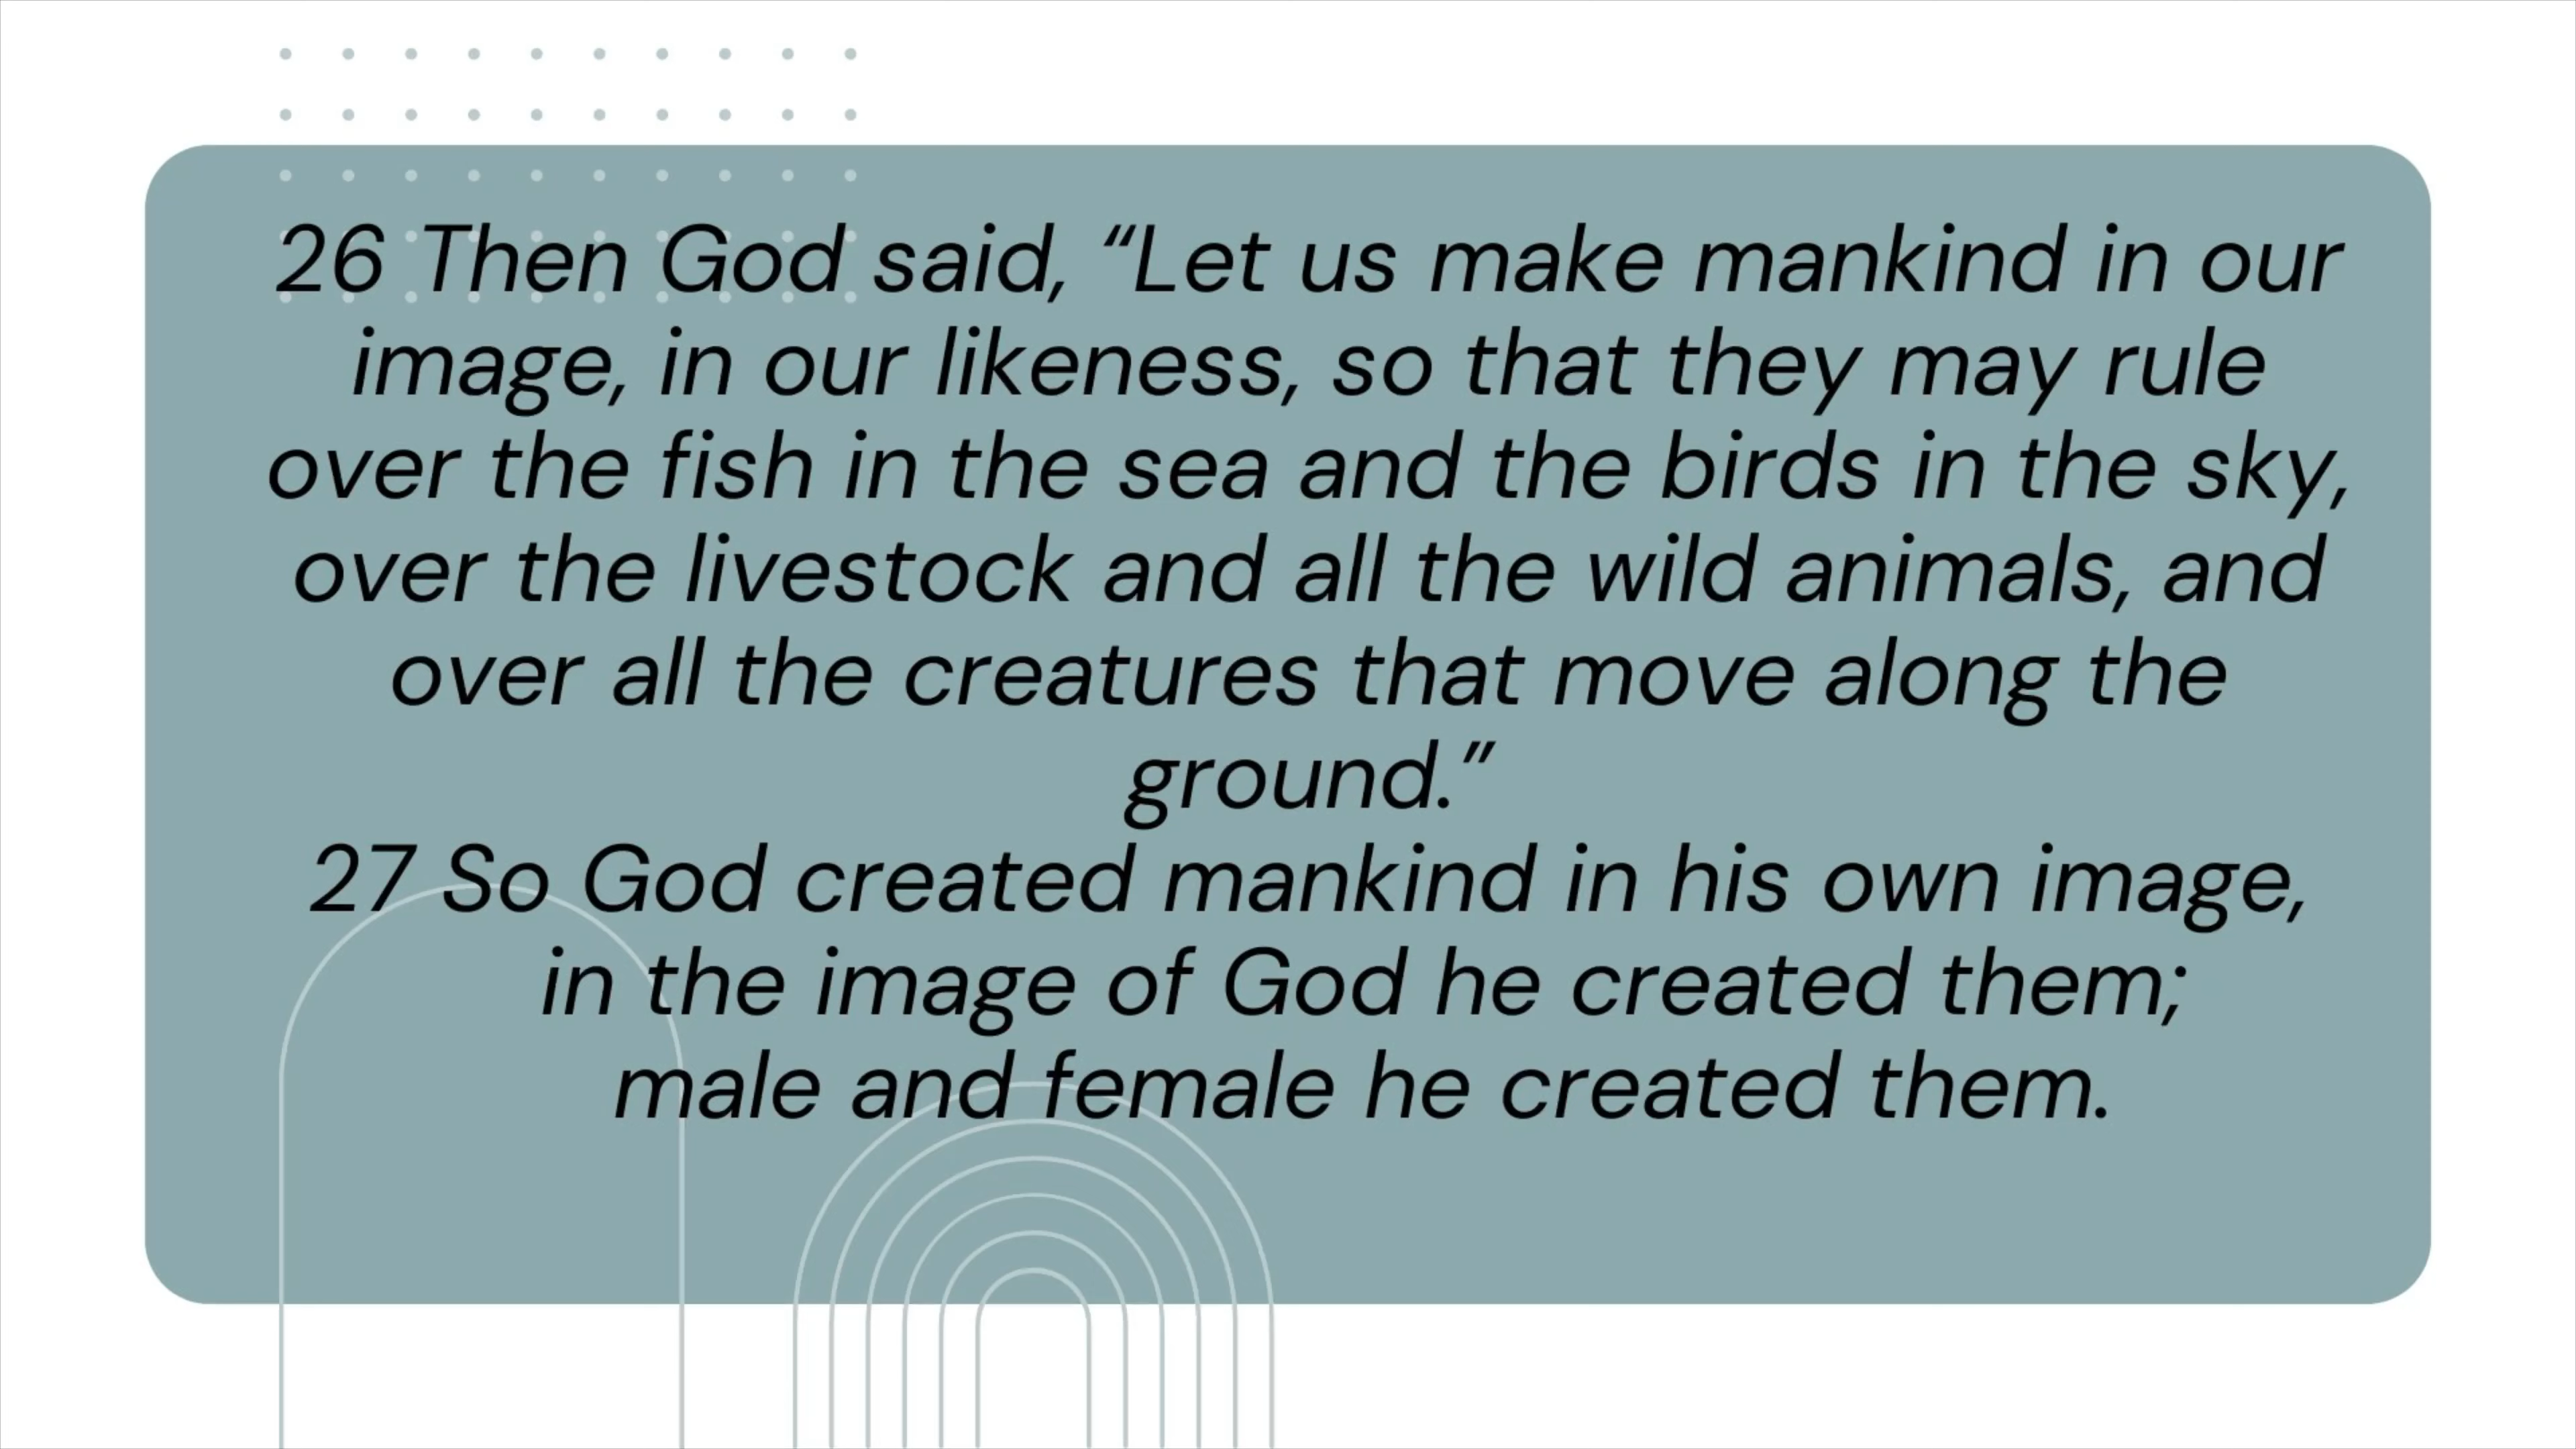 26 Then God said, “Let us make mankind in our
image, in our likeness, so that they may rule
over the fish in the sea and the birds in the sky,
over the livestock and all the wild animals, and
over all the creatures that move along the
ground.”
27 So God created mankind in his own image,
in the image of God he created them;
male and female he created them.